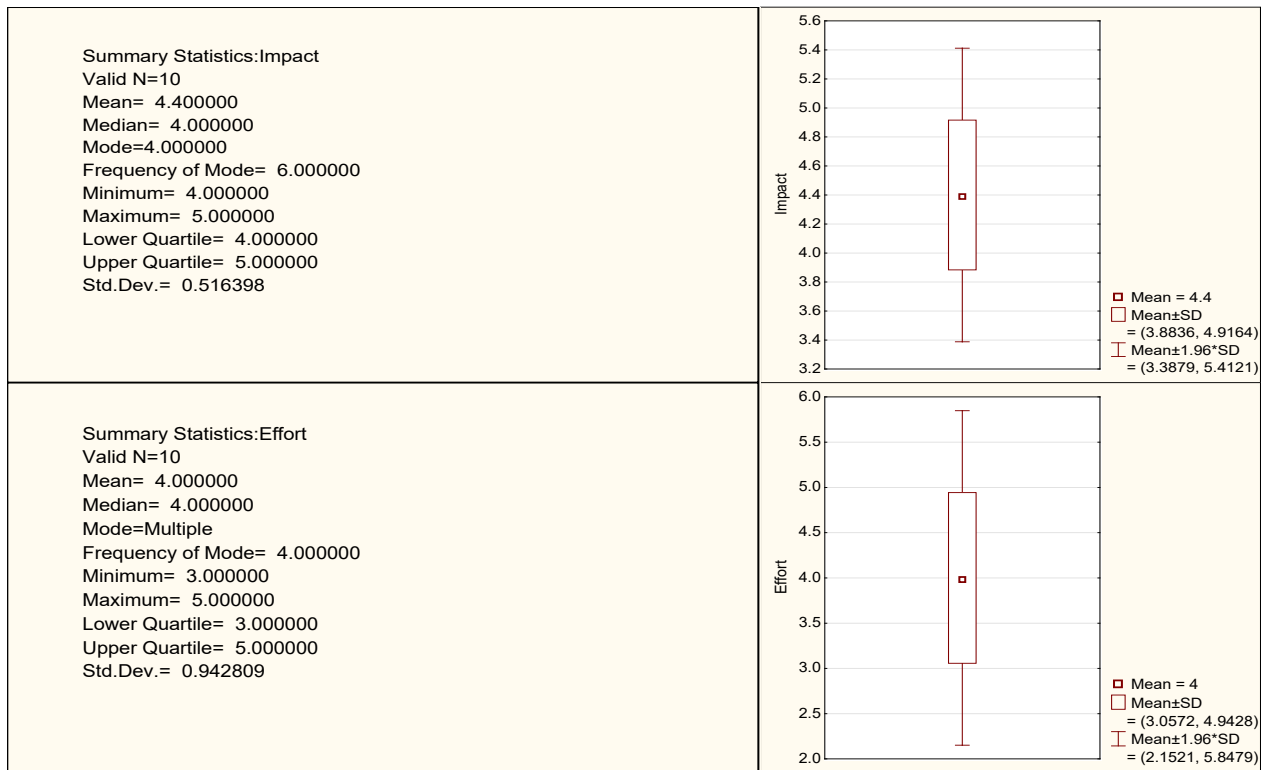 Summary Statistics:Impact
Valid N=10
Mean= 4.400000
Median= 4.000000
Mode=4.000000
Frequency of Mode= 6.000000
Minimum= 4.000000
Maximum= 5.000000
Lower Quartile= 4.000000
Upper Quartile= 5.000000
Std.Dev.= 0.516398
5.6
5.4
5.2
5.0
4.8
4.6
4.4
4.2
4.0
3.8
3.6
3.4
3.2
Impact
Mean = 4.4
Mean±SD
= (3.8836, 4.9164)
Mean±1.96*SD
= (3.3879, 5.4121)
Summary Statistics:Effort
Valid N=10
Mean= 4.000000
Median= 4.000000
Mode=Multiple
Frequency of Mode= 4.000000
Minimum= 3.000000
Maximum= 5.000000
Lower Quartile= 3.000000
Upper Quartile= 5.000000
Std.Dev.= 0.942809
6.0
5.5
5.0
4.5
4.0
3.5
3.0
2.5
2.0
Effort
Mean = 4
Mean±SD
= (3.0572, 4.9428)
Mean±1.96*SD
= (2.1521, 5.8479)